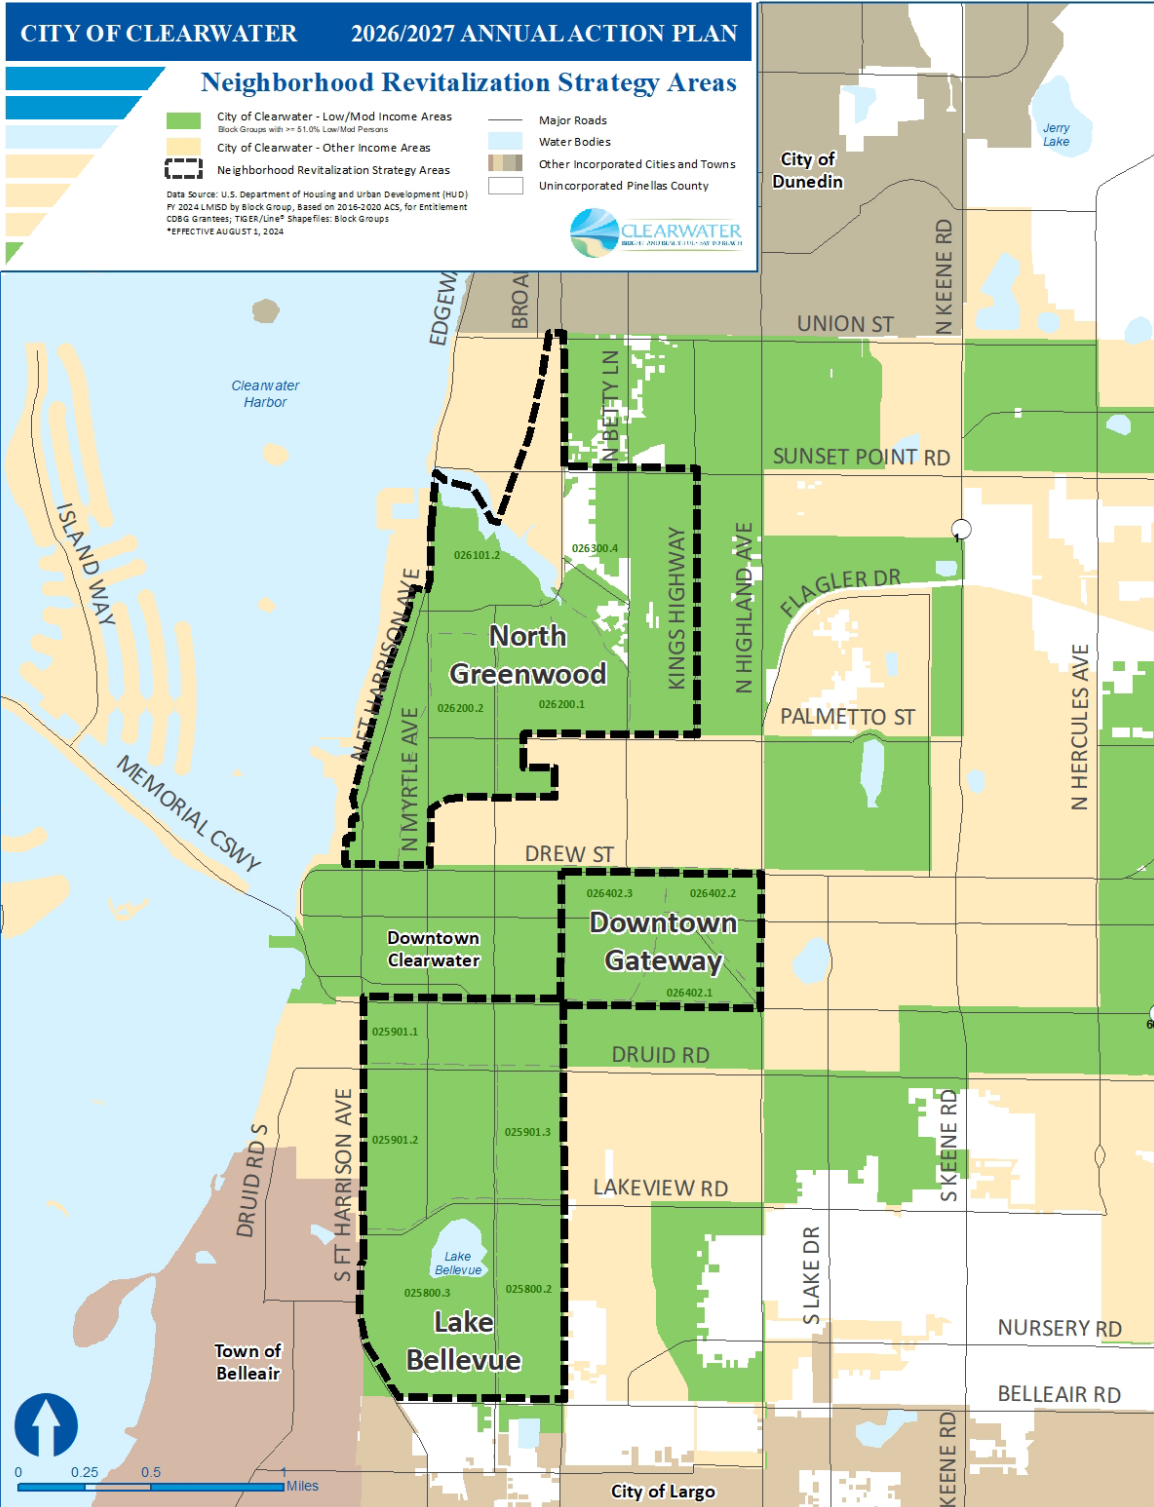 CITY OF CLEARWATER 2026/2027 ANNUAL ACTION PLAN
Neighborhood Revitalization Strategy Areas
City of Clearwater - Low/Mod Income Areas
Block Groups with >= 51.0% Low/Mod Persons
City of Clearwater - Other Income Areas
Neighborhood Revitalization Strategy Areas
Data Source: U.S. Department of Housing and Urban Development (HUD)
FY 2024 LMISD by Block Group, Based on 2016-2020 ACS, for Entitlement
CDBG Grantees; TIGER/Line® Shapefiles: Block Groups
*EFFECTIVE AUGUST 1, 2024
Major Roads
Water Bodies
Other Incorporated Cities and Towns
Unincorporated Pinellas County
CLEARWATER
BRIGHT AND BEAUTIFUL • BAY TO BEACH
City of
Dunedin
Jerry
Lake
N KEENE RD
EDGEW
BROA
UNION ST
Clearwater
Harbor
N BETTY LN
SUNSET POINT RD
ISLAND WAY
1
026101.2
026300.4
KINGS HIGHWAY
N HIGHLAND AVE
FLAGLER DR
N FT HARRISON AVE
North
Greenwood
026200.2
026200.1
N MYRTLE AVE
PALMETTO ST
N HERCULES AVE
MEMORIAL CSWY
DREW ST
026402.3
026402.2
Downtown
Gateway
026402.1
Downtown
Clearwater
6
025901.1
DRUID RD
025901.2
025901.3
S FT HARRISON AVE
DRUID RD S
S KEENE RD
LAKEVIEW RD
Lake
Bellevue
025800.3
025800.2
Lake
Bellevue
S LAKE DR
NURSERY RD
Town of
Belleair
BELLEAIR RD
KEENE RD
0 0.25 0.5 1
Miles
City of Largo